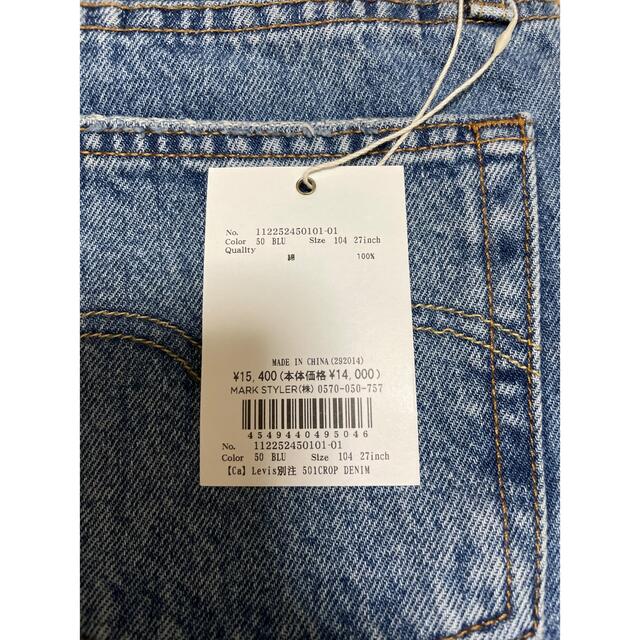 No. 112252450101-01
Color 50 BLU Size 104 27inch
Quality
綿 100%
MADE IN CHINA(292014)
¥15,400(本体価格¥14,000)
MARK STYLER(株) 0570-050-757
4549440495046
No. 112252450101-01
Color 50 BLU Size 104 27inch
【Ca】Levis別注 501CROP DENIM